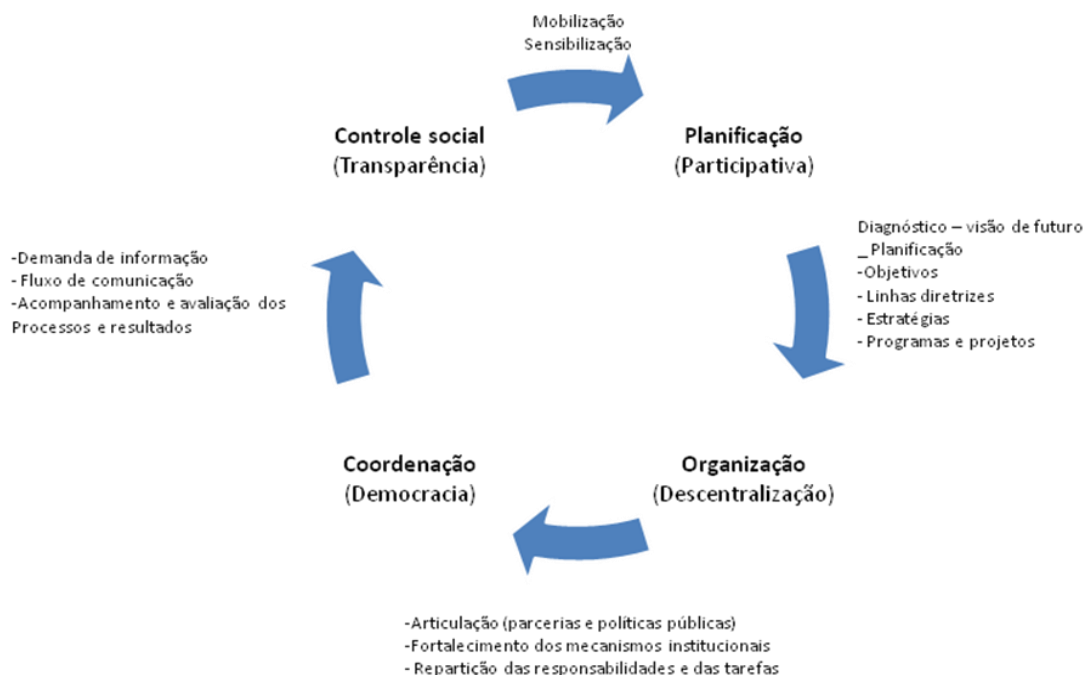 Mobilização
Sensibilização
Controle social
(Transparência)
Planificação
(Participativa)
Diagnóstico – visão de futuro
_ Planificação
-Objetivos
- Linhas diretrizes
- Estratégias
- Programas e projetos
-Demanda de informação
- Fluxo de comunicação
-Acompanhamento e avaliação dos
Processos e resultados
Coordenação
(Democracia)
Organização
(Descentralização)
-Articulação (parcerias e políticas públicas)
-Fortalecimento dos mecanismos institucionais
- Repartição das responsabilidades e das tarefas